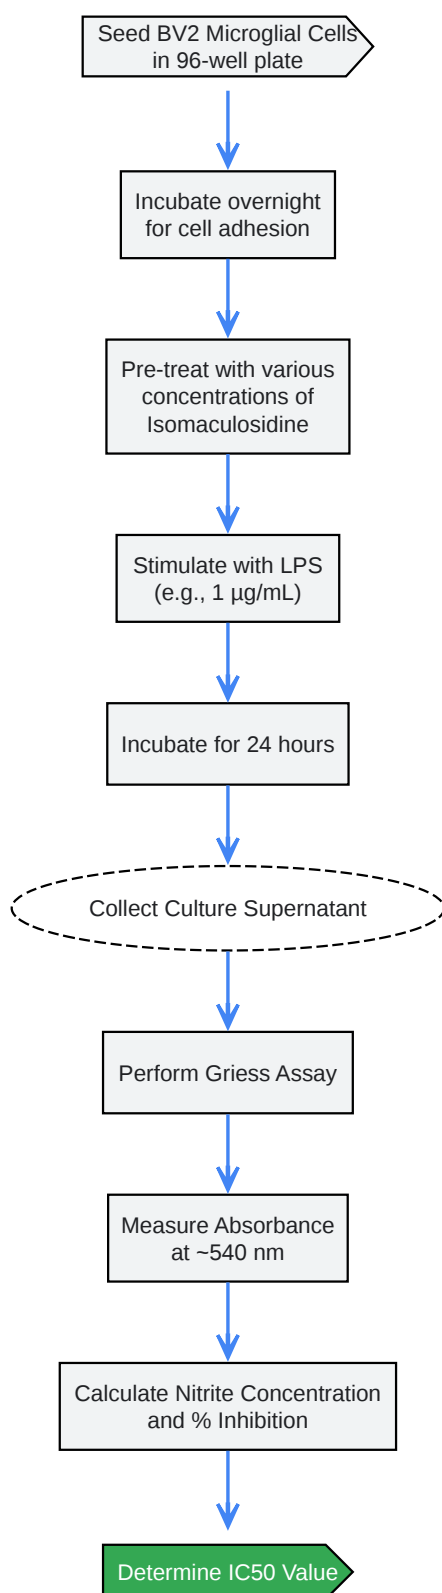 Seed BV2 Microglial Cells
in 96-well plate
Incubate overnight
for cell adhesion
Pre-treat with various
concentrations of
Isomaculosidine
Stimulate with LPS
(e.g., 1 µg/mL)
Incubate for 24 hours
Collect Culture Supernatant
Perform Griess Assay
Measure Absorbance
at ~540 nm
Calculate Nitrite Concentration
and % Inhibition
Determine IC50 Value